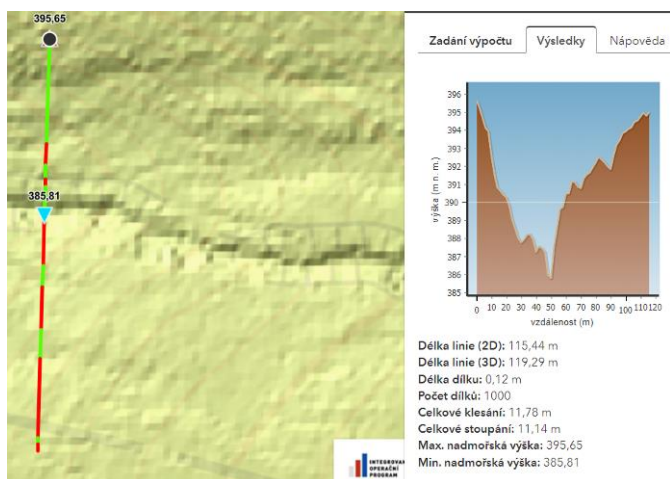 395,65
385,81
INTEGROVAN
OPERAČNÍ
PROGRAM
Zadání výpočtu Výsledky Nápověda
396
395
394
393
392
391
390
389
388
387
386
385
výška (m n. m.)
0 10 20 30 40 50 60 70 80 90 100 110 120
vzdálenost (m)
Délka linie (2D): 115,44 m
Délka linie (3D): 119,29 m
Délka dílku: 0,12 m
Počet dílků: 1000
Celkové klesání: 11,78 m
Celkové stoupání: 11,14 m
Max. nadmořská výška: 395,65
Min. nadmořská výška: 385,81